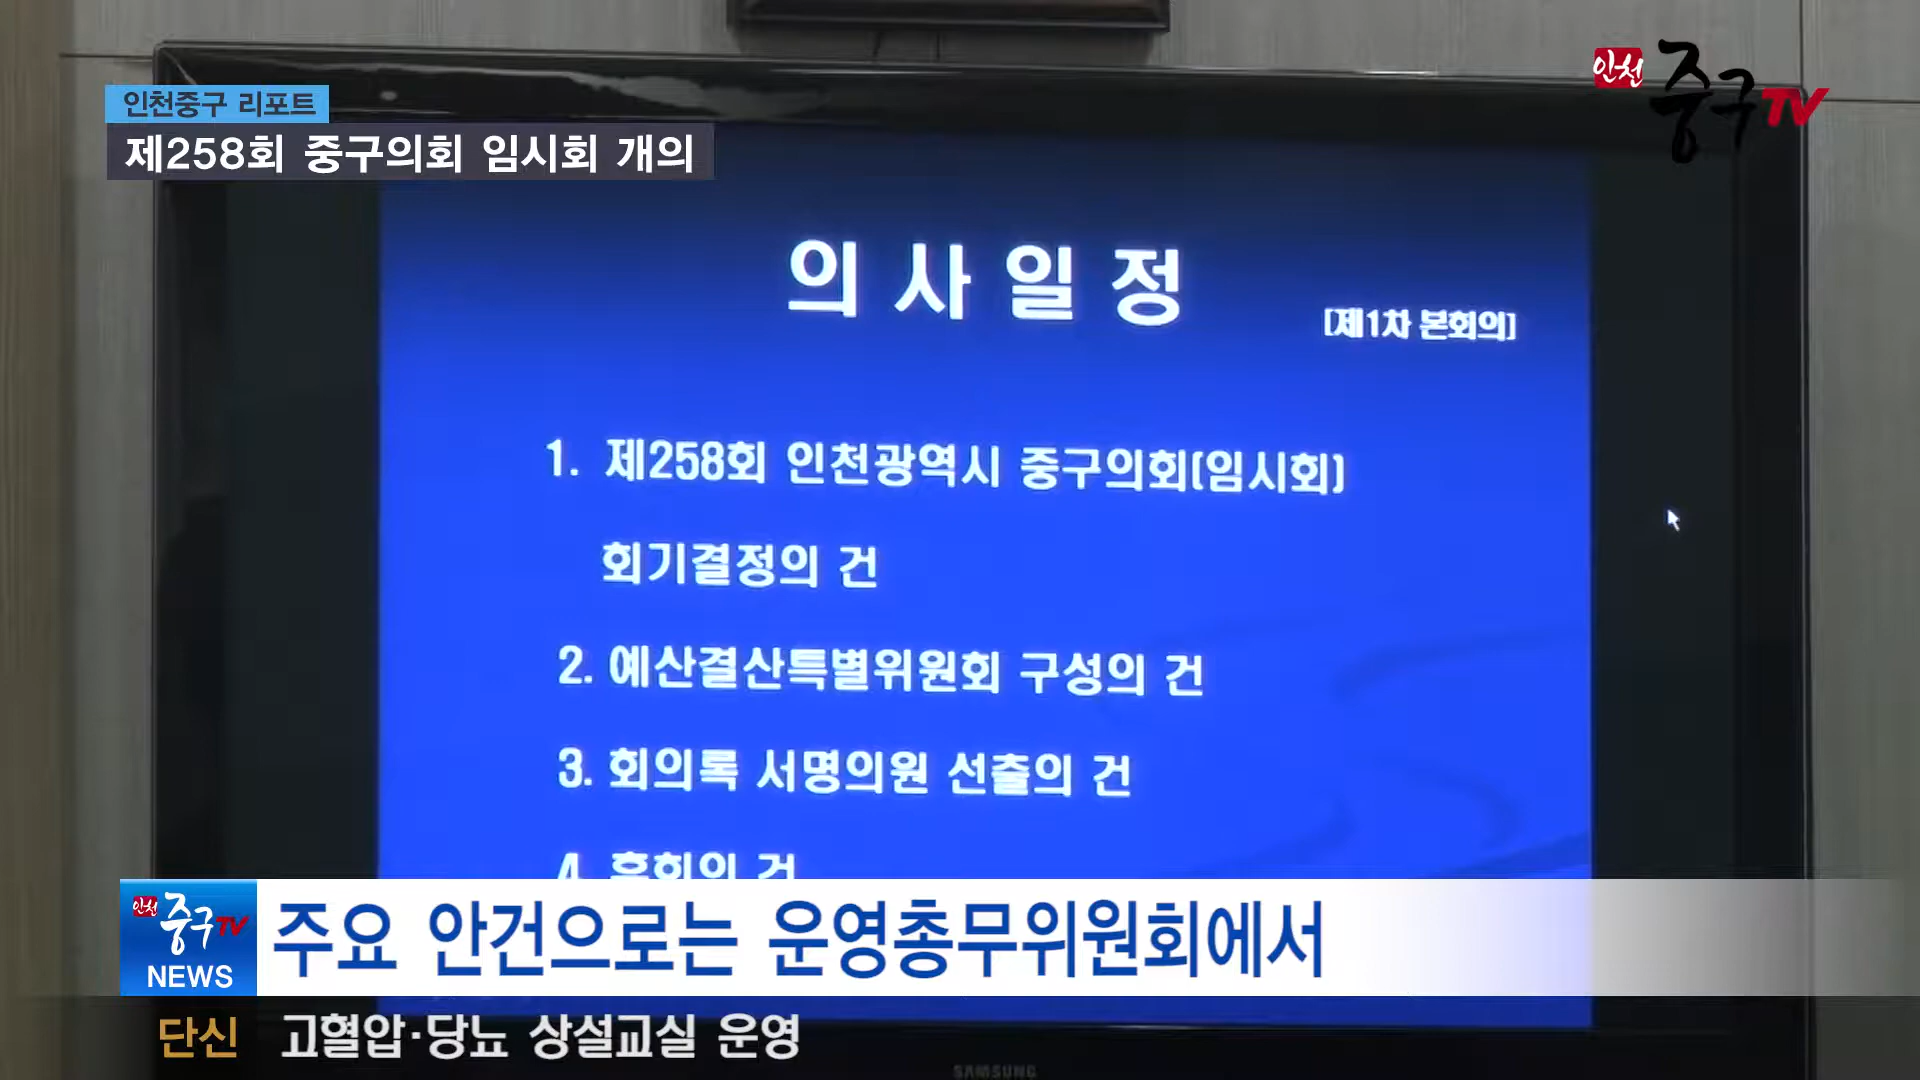 인천중구 리포트
제258회 중구의회 임시회 개의
인천 중구TV
의사일정
[제1차 본회의]
1. 제258회 인천광역시 중구의회(임시회)
회기결정의 건
2. 예산결산특별위원회 구성의 건
3. 회의록 서명의원 선출의 건
4. 휴회의 건
인천 중구TV
NEWS
주요 안건으로는 운영총무위원회에서
단신 고혈압·당뇨 상설교실 운영
SAMSUNG